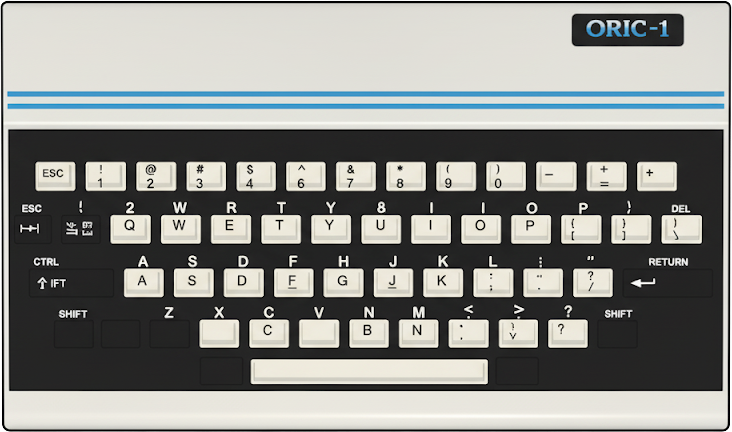 ORIC-1
ESC ! 1 @ 2 # 3 $ 4 ^ 6 & 7 * 8 ( 9 ) 0 – + = +
ESC ! 2 W R T Y 8 I I O P } DEL
Q W E T Y U I O P { [ } ] ) \
CTRL A S D F H J K L ⋮ " RETURN
IFT A S D F H J K : ; " . ? /
SHIFT Z X C V N M < > ? SHIFT
C B N ?